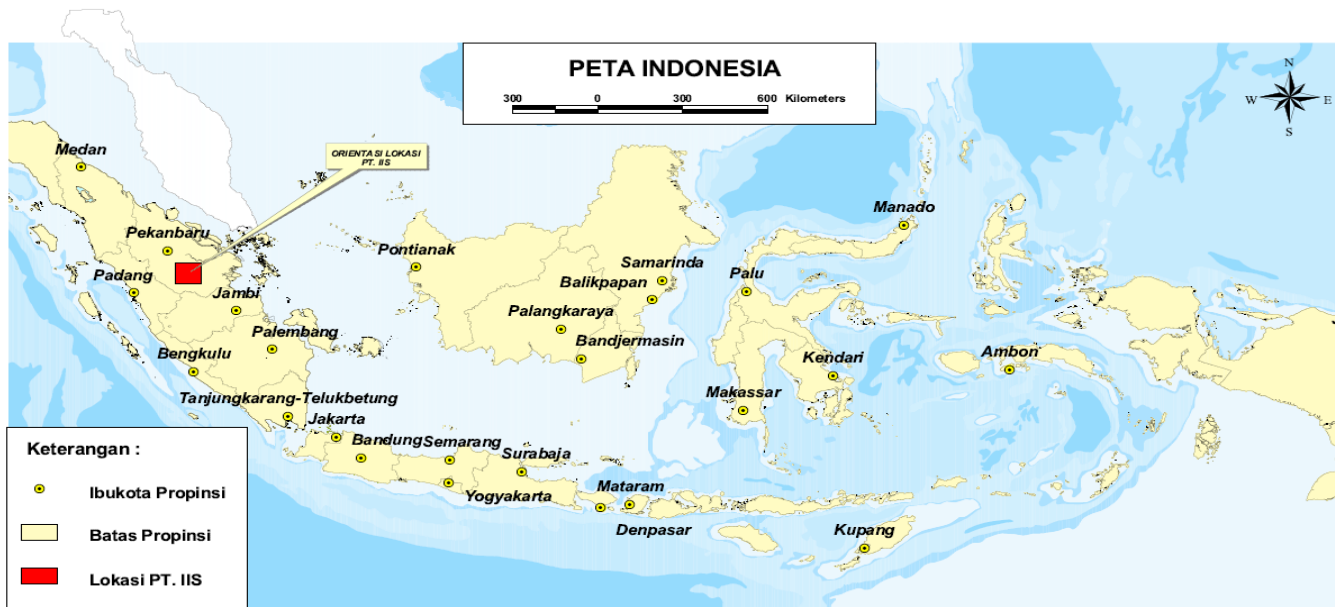 PETA INDONESIA
300 0 300 600 Kilometers
N
W E
S
ORIENTASI LOKASI
PT. IIS
Medan
Pekanbaru
Padang
Jambi
Palembang
Bengkulu
Tanjungkarang-Telukbetung
Jakarta
Bandung
Semarang
Surabaja
Yogyakarta
Mataram
Denpasar
Kupang
Pontianak
Samarinda
Balikpapan
Palangkaraya
Bandjermasin
Manado
Palu
Kendari
Makassar
Ambon
Keterangan :
Ibukota Propinsi
Batas Propinsi
Lokasi PT. IIS